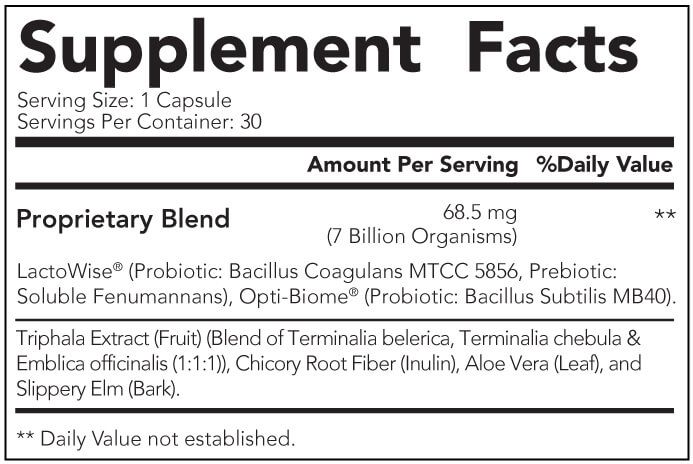 Supplement Facts
Serving Size: 1 Capsule
Servings Per Container: 30
Amount Per Serving %Daily Value
Proprietary Blend 68.5 mg **
(7 Billion Organisms)
LactoWise® (Probiotic: Bacillus Coagulans MTCC 5856, Prebiotic:
Soluble Fenumannans), Opti-Biome® (Probiotic: Bacillus Subtilis MB40).
Triphala Extract (Fruit) (Blend of Terminalia belerica, Terminalia chebula &
Emblica officinalis (1:1:1)), Chicory Root Fiber (Inulin), Aloe Vera (Leaf), and
Slippery Elm (Bark).
** Daily Value not established.